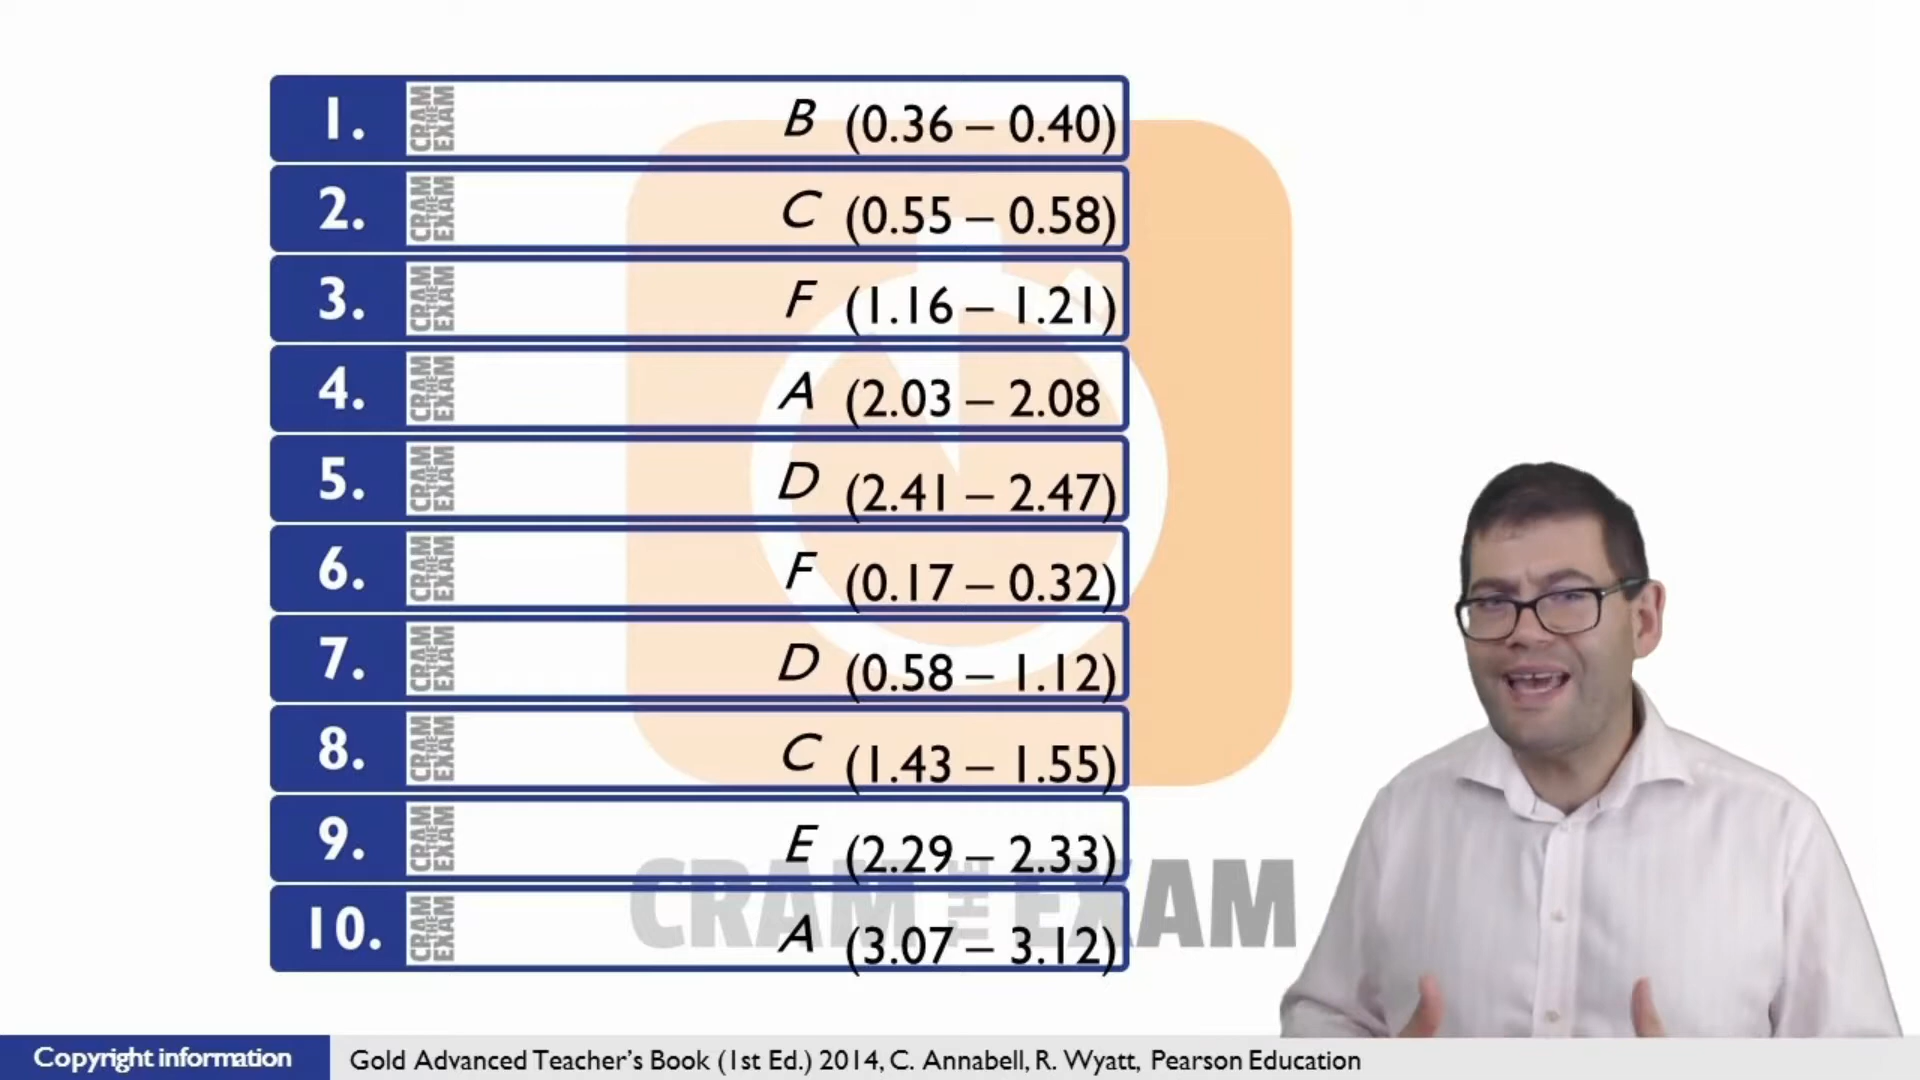 1. CRAM THE EXAM B (0.36 – 0.40)
2. CRAM THE EXAM C (0.55 – 0.58)
3. CRAM THE EXAM F (1.16 – 1.21)
4. CRAM THE EXAM A (2.03 – 2.08
5. CRAM THE EXAM D (2.41 – 2.47)
6. CRAM THE EXAM F (0.17 – 0.32)
7. CRAM THE EXAM D (0.58 – 1.12)
8. CRAM THE EXAM C (1.43 – 1.55)
9. CRAM THE EXAM E (2.29 – 2.33)
10. CRAM THE EXAM A (3.07 – 3.12)
CRAM THE EXAM
Copyright information Gold Advanced Teacher's Book (1st Ed.) 2014, C. Annabell, R. Wyatt, Pearson Education